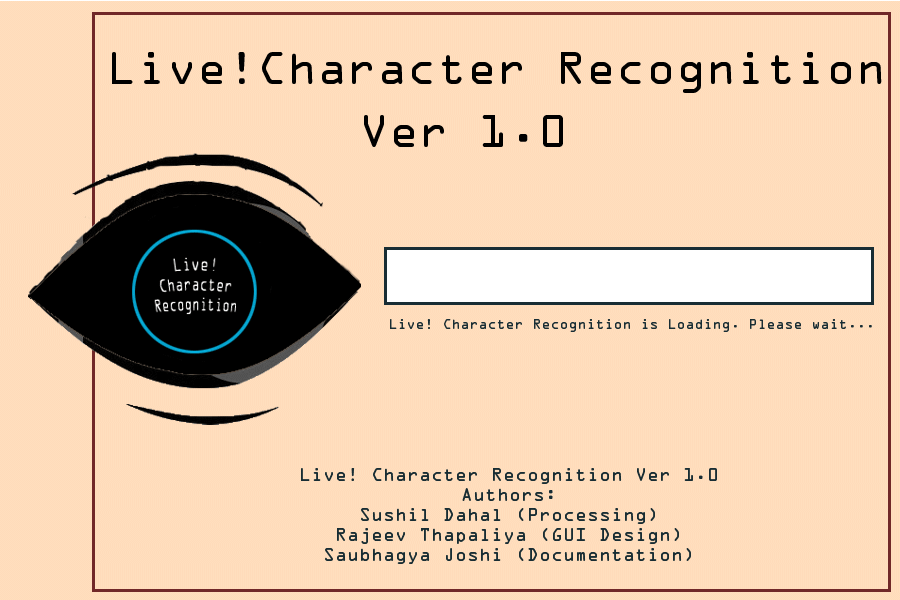 Live!Character Recognition
Ver 1.0
Live!
Character
Recognition
Live! Character Recognition is Loading. Please wait...
Live! Character Recognition Ver 1.0
Authors:
Sushil Dahal (Processing)
Rajeev Thapaliya (GUI Design)
Saubhagya Joshi (Documentation)